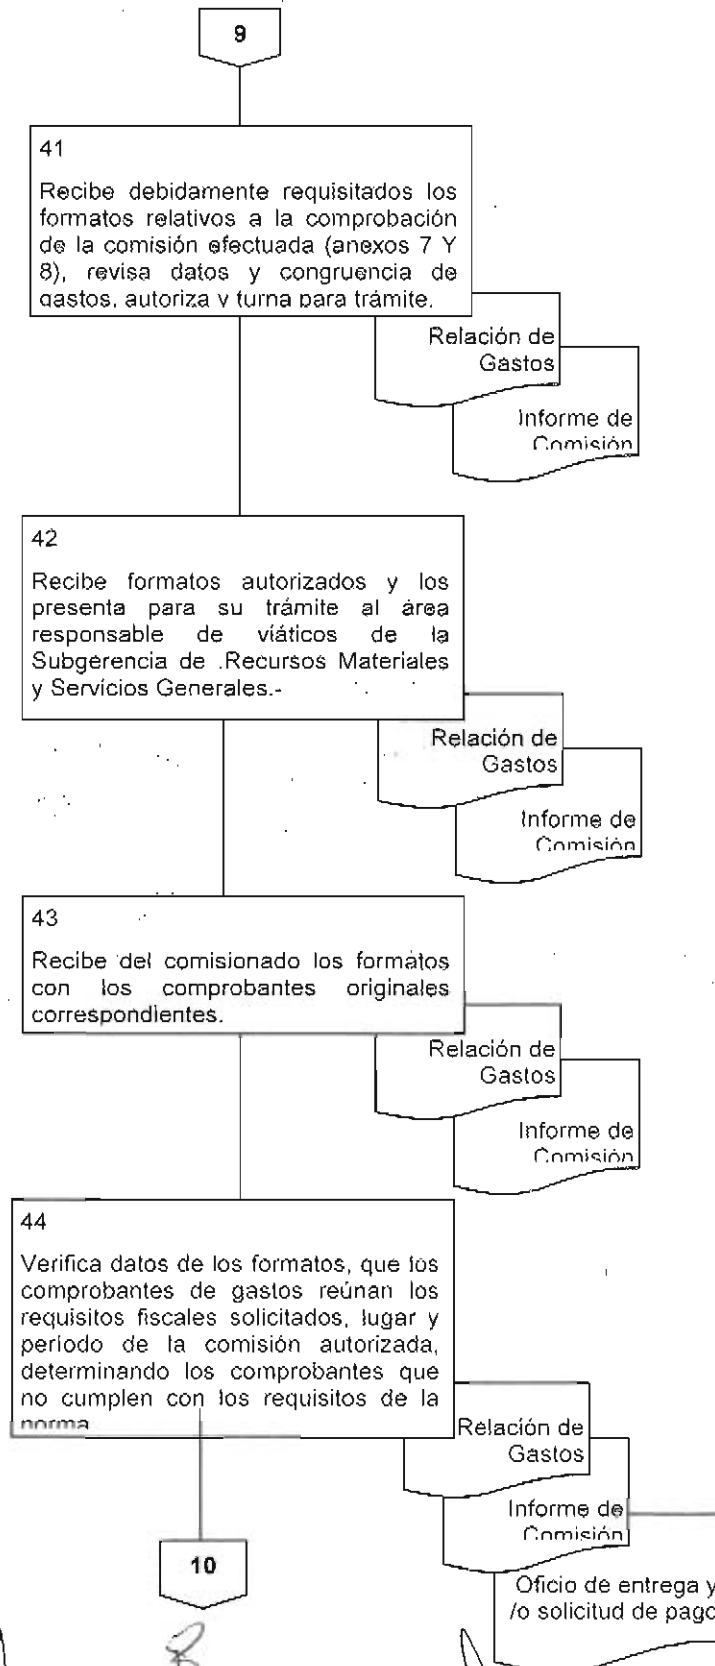 9
41
Recibe debidamente requisitados los
formatos relativos a la comprobación
de la comisión efectuada (anexos 7 Y
8), revisa datos y congruencia de
gastos, autoriza y turna para trámite.
Relación de
Gastos
Informe de
Comisión
42
Recibe formatos autorizados y los
presenta para su trámite al área
responsable de viáticos de la
Subgerencia de .Recursos Materiales
y Servicios Generales.-
Relación de
Gastos
Informe de
Comisión
43
Recibe del comisionado los formatos
con los comprobantes originales
correspondientes.
Relación de
Gastos
Informe de
Comisión
44
Verifica datos de los formatos, que los
comprobantes de gastos reúnan los
requisitos fiscales solicitados, lugar y
período de la comisión autorizada,
determinando los comprobantes que
no cumplen con los requisitos de la
norma
Relación de
Gastos
Informe de
Comisión
Oficio de entrega y
/o solicitud de pago
10